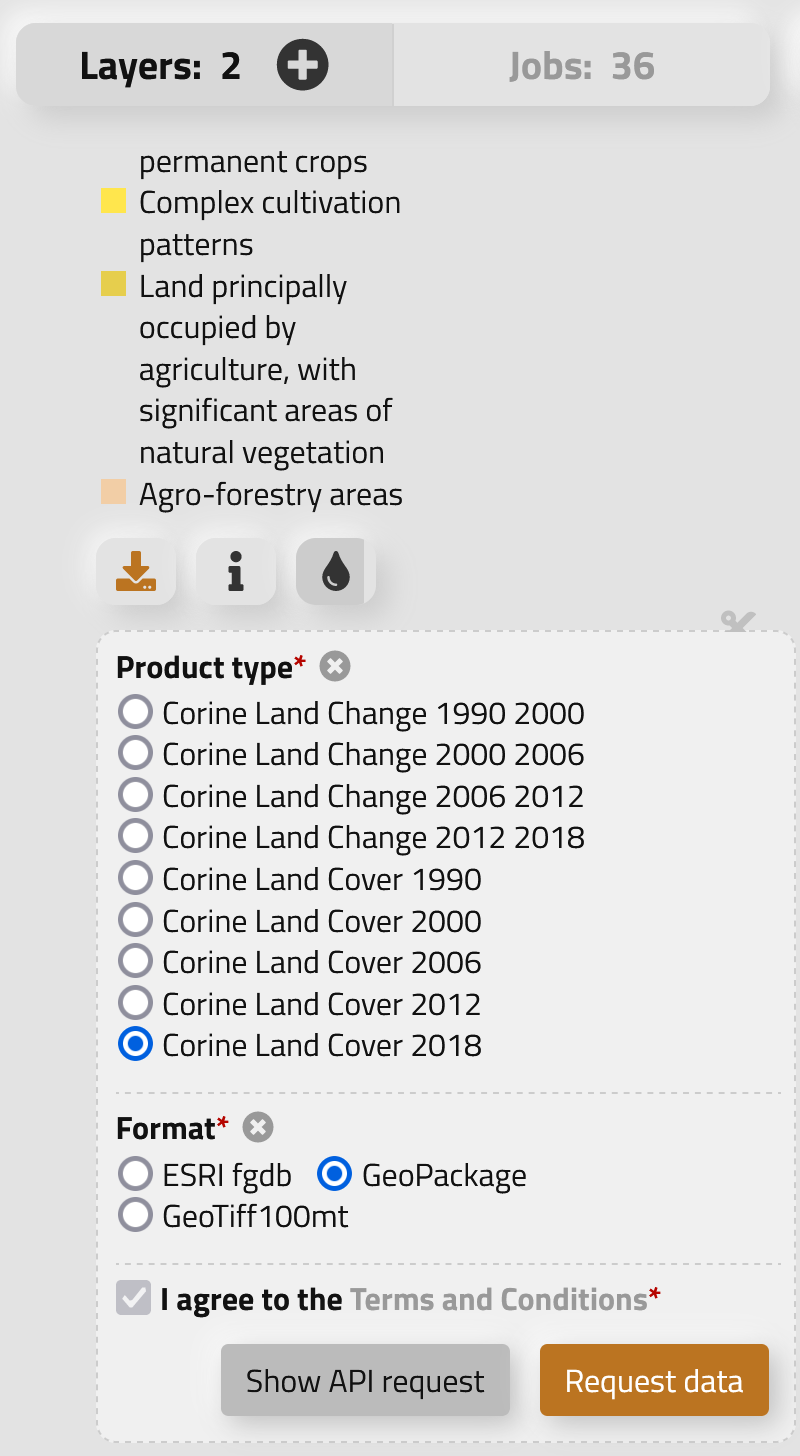 Layers: 2
Jobs: 36
permanent crops
Complex cultivation
patterns
Land principally
occupied by
agriculture, with
significant areas of
natural vegetation
Agro-forestry areas
Product type*
Corine Land Change 1990 2000
Corine Land Change 2000 2006
Corine Land Change 2006 2012
Corine Land Change 2012 2018
Corine Land Cover 1990
Corine Land Cover 2000
Corine Land Cover 2006
Corine Land Cover 2012
Corine Land Cover 2018
Format*
ESRI fgdb GeoPackage
GeoTiff100mt
I agree to the Terms and Conditions*
Show API request Request data